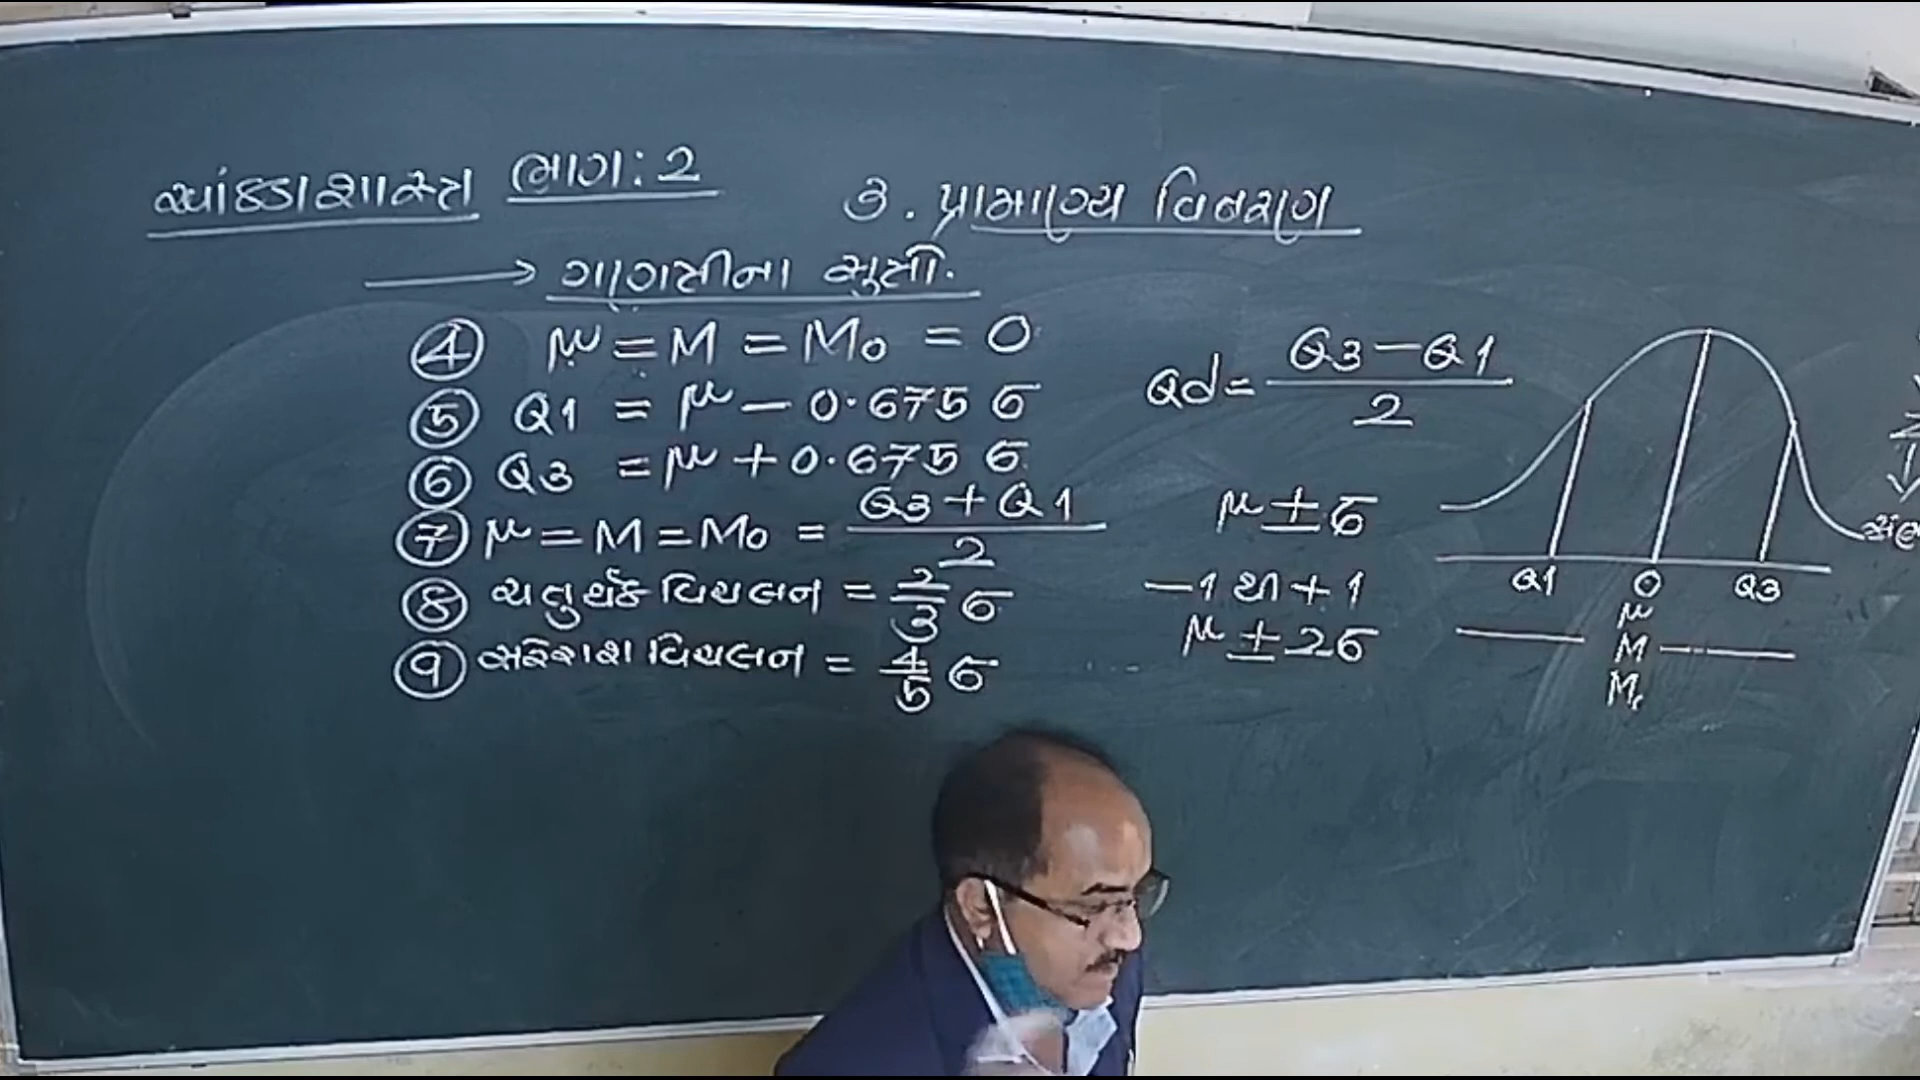 આંકડાશાસ્ત્ર ભાગ: 2
3. પ્રામાણ્ય વિતરણ
→ ગણતરીના સૂત્રો.
④ μ = M = Mo = 0
⑤ Q1 = μ - 0.675 σ
⑥ Q3 = μ + 0.675 σ
⑦ μ = M = Mo = (Q3 + Q1) / 2
⑧ ચતુર્થક વિચલન = 2/3 σ
⑨ સરેરાશ વિચલન = 4/5 σ
Qd = (Q3 - Q1) / 2
μ ± σ
-1 થી + 1
μ ± 2σ
Q1 0 Q3
μ
M